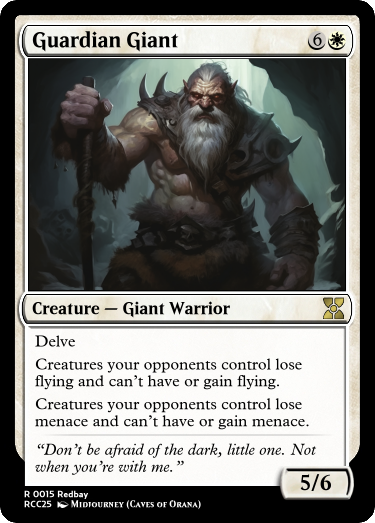 Guardian Giant 6
Creature — Giant Warrior
Delve
Creatures your opponents control lose
flying and can't have or gain flying.
Creatures your opponents control lose
menace and can't have or gain menace.
“Don't be afraid of the dark, little one. Not
when you're with me.”
5/6
R 0015 Redbay
RCC25 Midjourney (Caves of Orana)